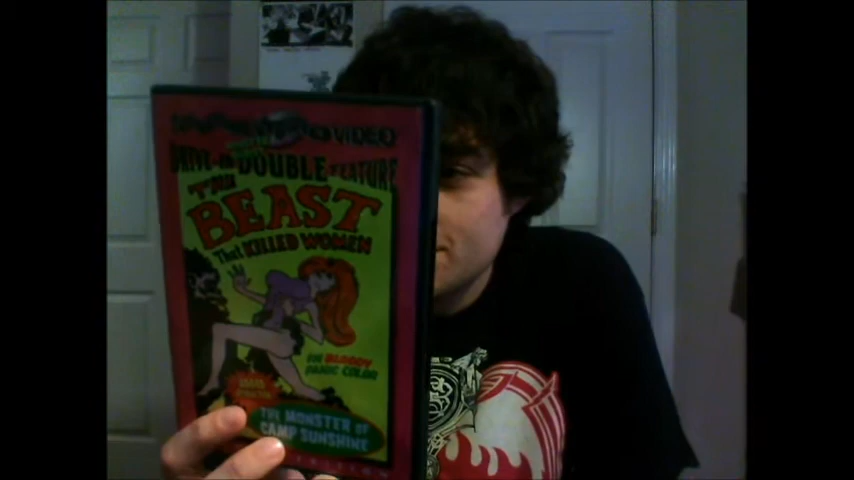 VIDEO
DRIVE-IN DOUBLE FEATURE
THE
BEAST
That KILLED WOMEN
IN BLOODY
PANIC COLOR
THE MONSTER OF
CAMP SUNSHINE